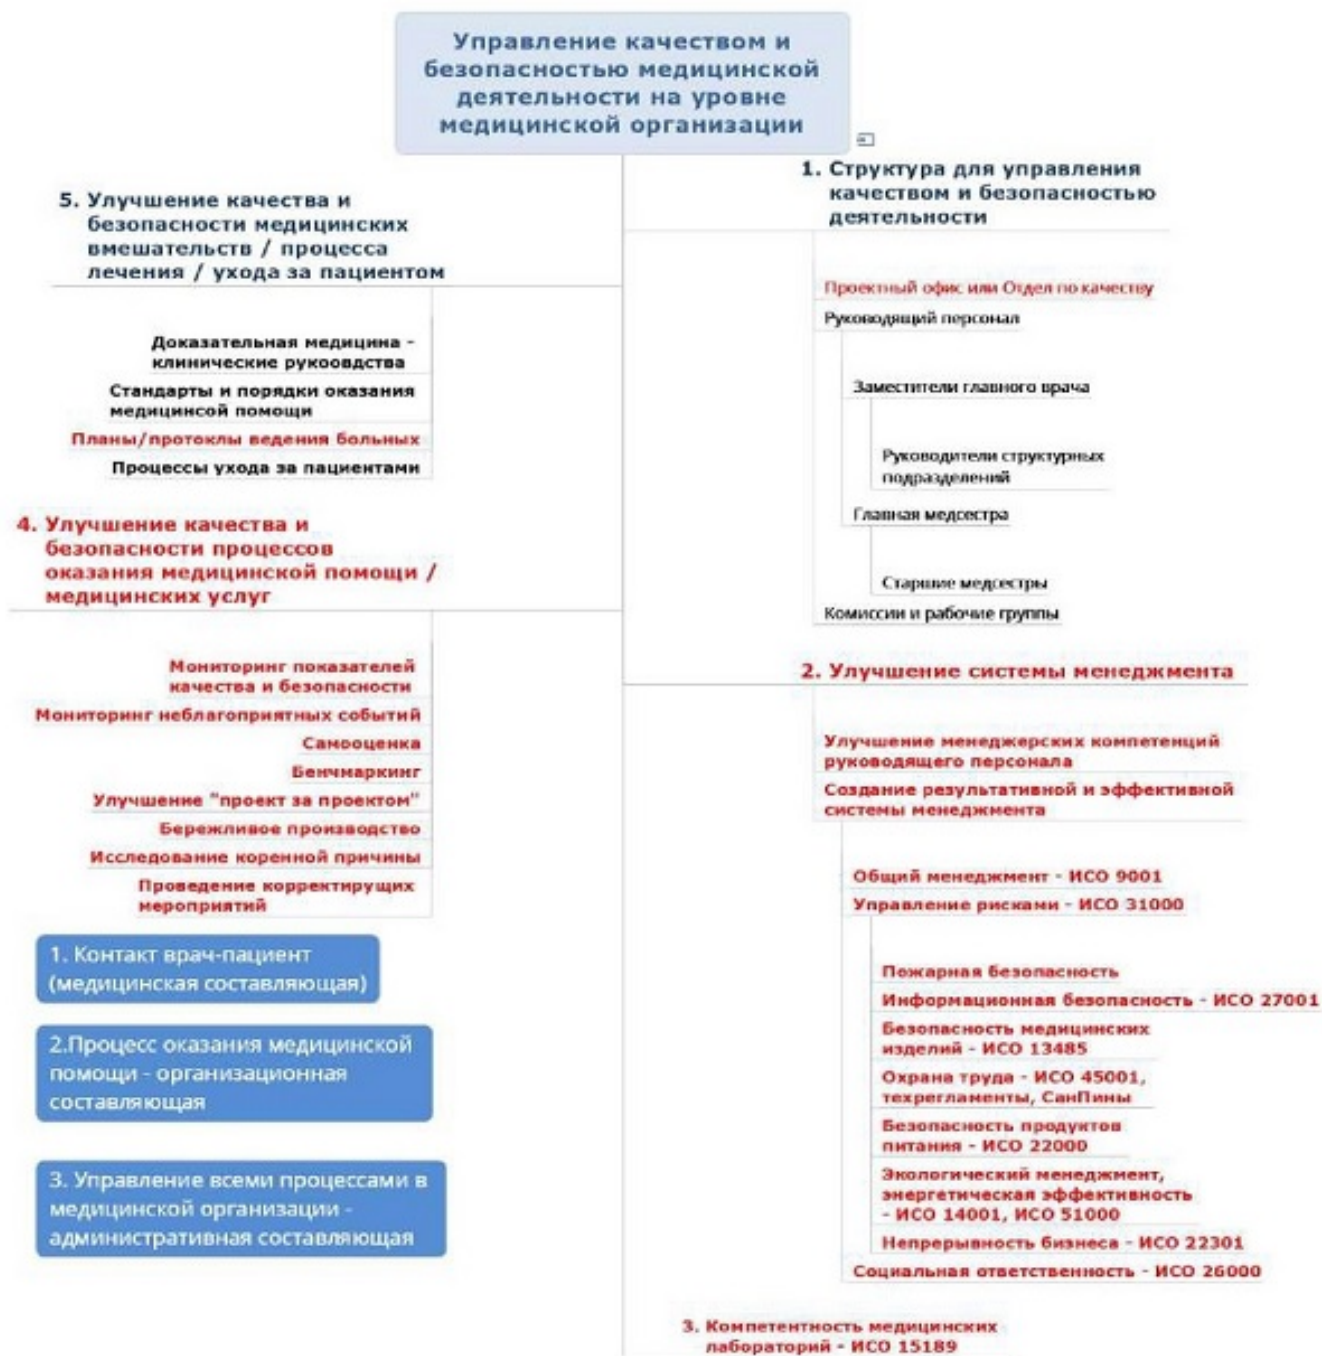 Управление качеством и
безопасностью медицинской
деятельности на уровне
медицинской организации
1. Структура для управления
качеством и безопасностью
деятельности
Проектный офис или Отдел по качеству
Руководящий персонал
Заместители главного врача
Руководители структурных
подразделений
Главная медсестра
Старшие медсестры
Комиссии и рабочие группы
2. Улучшение системы менеджмента
Улучшение менеджерских компетенций
руководящего персонала
Создание результативной и эффективной
системы менеджмента
Общий менеджмент - ИСО 9001
Управление рисками - ИСО 31000
Пожарная безопасность
Информационная безопасность - ИСО 27001
Безопасность медицинских
изделий - ИСО 13485
Охрана труда - ИСО 45001,
техрегламенты, СанПины
Безопасность продуктов
питания - ИСО 22000
Экологический менеджмент,
энергетическая эффективность
- ИСО 14001, ИСО 51000
Непрерывность бизнеса - ИСО 22301
Социальная ответственность - ИСО 26000
3. Компетентность медицинских
лабораторий - ИСО 15189
5. Улучшение качества и
безопасности медицинских
вмешательств / процесса
лечения / ухода за пациентом
Доказательная медицина -
клинические рукоовдства
Стандарты и порядки оказания
медицинсой помощи
Планы/протоклы ведения больных
Процессы ухода за пациентами
4. Улучшение качества и
безопасности процессов
оказания медицинской помощи /
медицинских услуг
Мониторинг показателей
качества и безопасности
Мониторинг неблагоприятных событий
Самооценка
Бенчмаркинг
Улучшение "проект за проектом"
Бережливое производство
Исследование коренной причины
Проведение корректирущих
мероприятий
1. Контакт врач-пациент
(медицинская составляющая)
2.Процесс оказания медицинской
помощи - организационная
составляющая
3. Управление всеми процессами в
медицинской организации -
административная составляющая